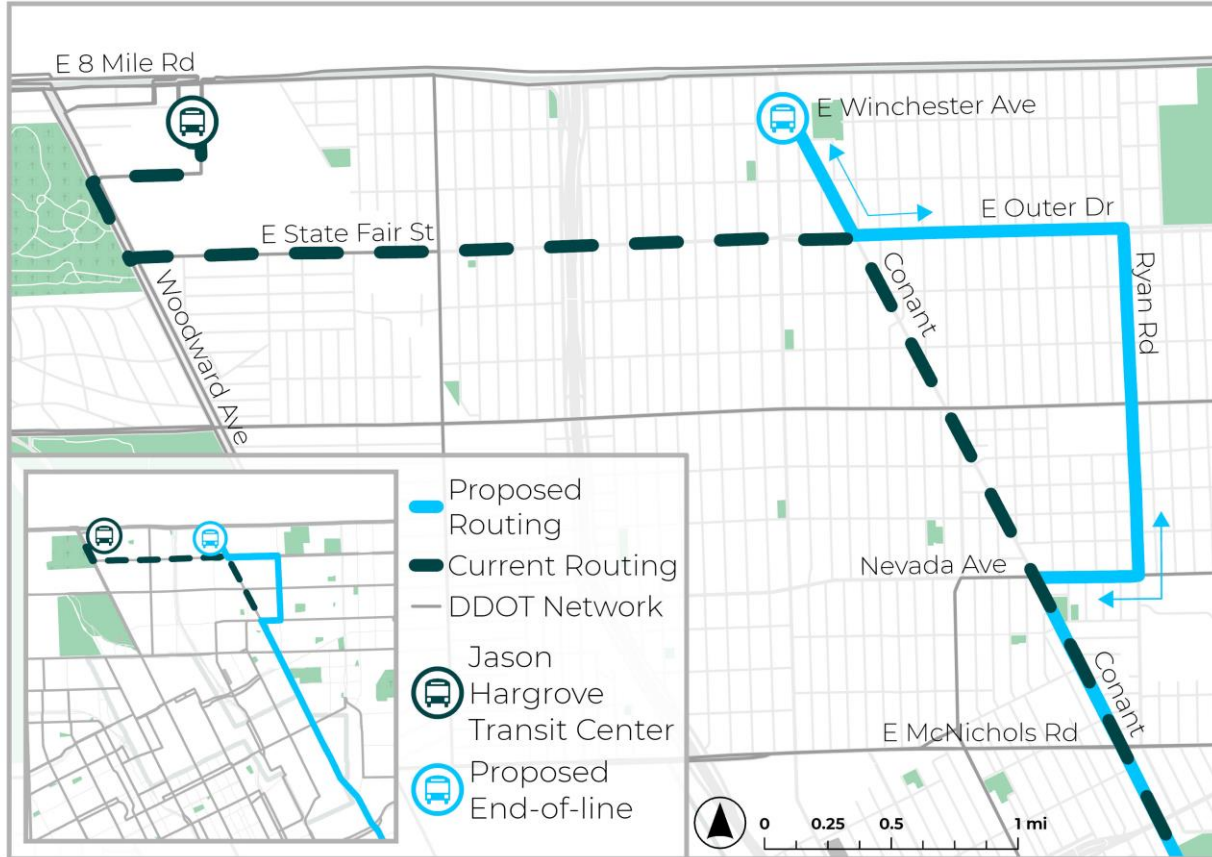 E 8 Mile Rd
E Winchester Ave
E Outer Dr
E State Fair St
Woodward Ave
Conant
Ryan Rd
Nevada Ave
Conant
E McNichols Rd
Proposed
Routing
Current Routing
DDOT Network
Jason
Hargrove
Transit Center
Proposed
End-of-line
0 0.25 0.5 1 mi